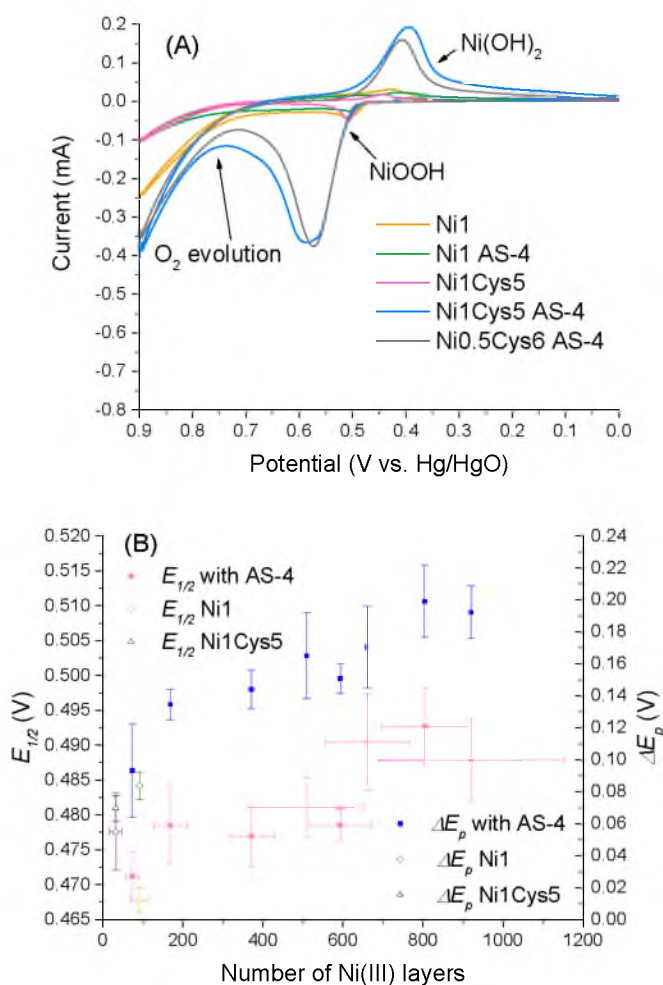 (A)
0.2
0.1
0.0
-0.1
-0.2
-0.3
-0.4
-0.5
-0.6
-0.7
-0.8
Current (mA)
Ni(OH)2
NiOOH
O2 evolution
Ni1
Ni1 AS-4
Ni1Cys5
Ni1Cys5 AS-4
Ni0.5Cys6 AS-4
0.9 0.8 0.7 0.6 0.5 0.4 0.3 0.2 0.1 0.0
Potential (V vs. Hg/HgO)
(B)
0.520
0.515
0.510
0.505
0.500
0.495
0.490
0.485
0.480
0.475
0.470
0.465
E1/2 (V)
E1/2 with AS-4
E1/2 Ni1
E1/2 Ni1Cys5
ΔEp with AS-4
ΔEp Ni1
ΔEp Ni1Cys5
0.24
0.22
0.20
0.18
0.16
0.14
0.12
0.10
0.08
0.06
0.04
0.02
0.00
ΔEp (V)
0 200 400 600 800 1000 1200
Number of Ni(III) layers